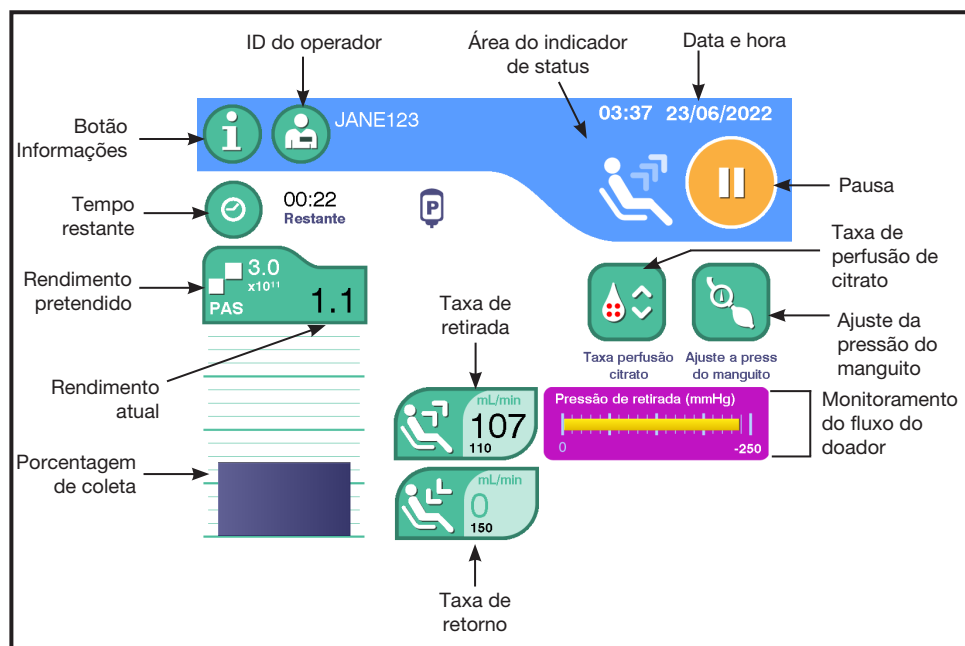 ID do operador
Área do indicador
de status
Data e hora
Botão
Informações
JANE123
03:37 23/06/2022
Pausa
Tempo
restante
00:22
Restante
P
Taxa de
perfusão de
citrato
Rendimento
pretendido
3.0
x10¹¹
PAS
1.1
Taxa de
retirada
Ajuste da
pressão do
manguito
Taxa perfusão
citrato
Ajuste a press
do manguito
Rendimento
atual
mL/min
107
110
Pressão de retirada (mmHg)
0
-250
Monitoramento
do fluxo do
doador
Porcentagem
de coleta
mL/min
0
150
Taxa de
retorno